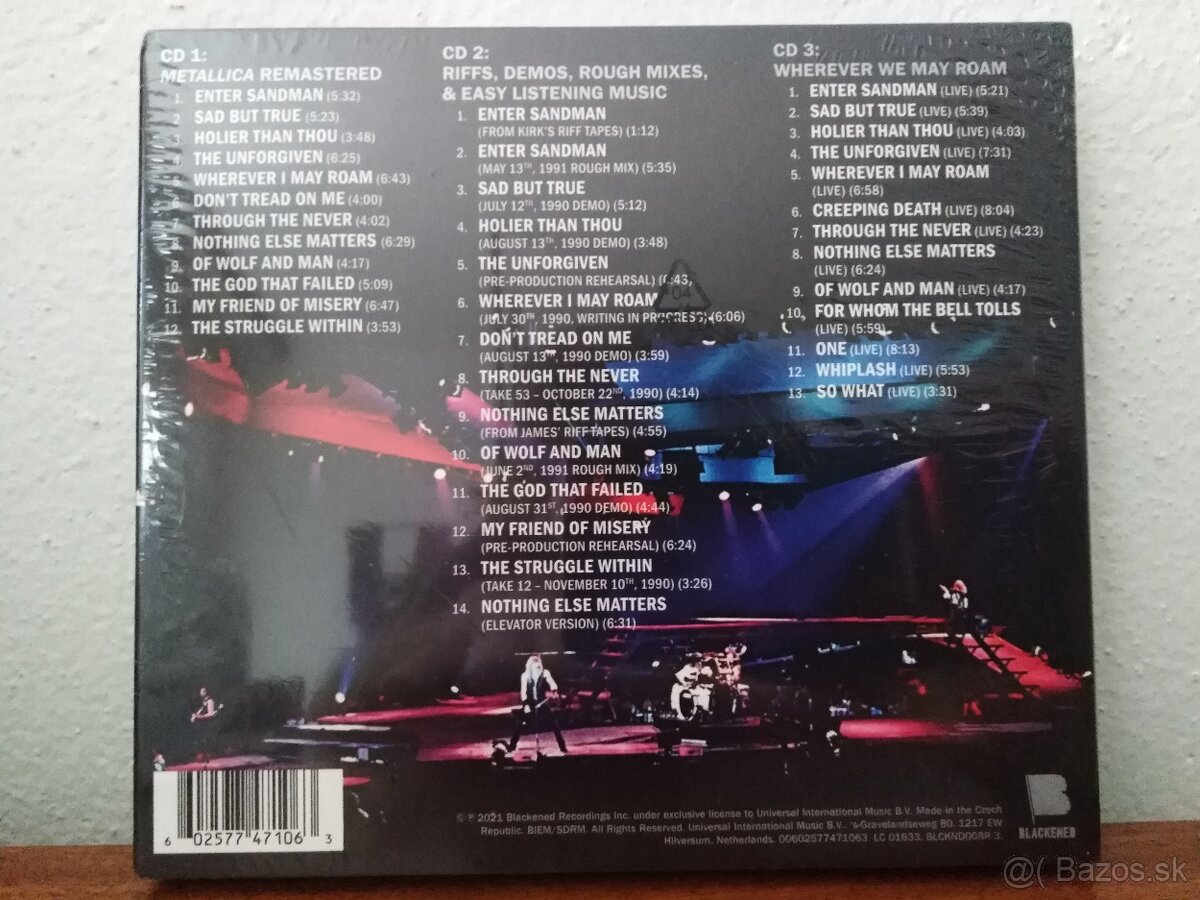 CD 1:
METALLICA REMASTERED
1. ENTER SANDMAN (5:32)
2. SAD BUT TRUE (5:23)
3. HOLIER THAN THOU (3:48)
4. THE UNFORGIVEN (6:25)
5. WHEREVER I MAY ROAM (6:43)
6. DON'T TREAD ON ME (4:00)
7. THROUGH THE NEVER (4:02)
8. NOTHING ELSE MATTERS (6:29)
9. OF WOLF AND MAN (4:17)
10. THE GOD THAT FAILED (5:09)
11. MY FRIEND OF MISERY (6:47)
12. THE STRUGGLE WITHIN (3:53)
CD 2:
RIFFS, DEMOS, ROUGH MIXES,
& EASY LISTENING MUSIC
1. ENTER SANDMAN
(FROM KIRK'S RIFF TAPES) (1:12)
2. ENTER SANDMAN
(MAY 13TH, 1991 ROUGH MIX) (5:35)
3. SAD BUT TRUE
(JULY 12TH, 1990 DEMO) (5:12)
4. HOLIER THAN THOU
(AUGUST 13TH, 1990 DEMO) (3:48)
5. THE UNFORGIVEN
(PRE-PRODUCTION REHEARSAL)
6. WHEREVER I MAY ROAM
(JULY 30TH, 1990, WRITING IN PROGRESS) (6:06)
7. DON'T TREAD ON ME
(AUGUST 13TH, 1990 DEMO) (3:59)
8. THROUGH THE NEVER
(TAKE 53 – OCTOBER 22ND, 1990) (4:14)
9. NOTHING ELSE MATTERS
(FROM JAMES' RIFF TAPES) (4:55)
10. OF WOLF AND MAN
(JUNE 2ND, 1991 ROUGH MIX) (4:19)
11. THE GOD THAT FAILED
(AUGUST 31ST, 1990 DEMO) (4:44)
12. MY FRIEND OF MISERY
(PRE-PRODUCTION REHEARSAL) (6:24)
13. THE STRUGGLE WITHIN
(TAKE 12 – NOVEMBER 10TH, 1990) (3:26)
14. NOTHING ELSE MATTERS
(ELEVATOR VERSION) (6:31)
CD 3:
WHEREVER WE MAY ROAM
1. ENTER SANDMAN (LIVE) (5:21)
2. SAD BUT TRUE (LIVE) (5:39)
3. HOLIER THAN THOU (LIVE) (4:03)
4. THE UNFORGIVEN (LIVE) (7:31)
5. WHEREVER I MAY ROAM
(LIVE) (6:58)
6. CREEPING DEATH (LIVE) (8:04)
7. THROUGH THE NEVER (LIVE) (4:23)
8. NOTHING ELSE MATTERS
(LIVE) (6:24)
9. OF WOLF AND MAN (LIVE) (4:17)
10. FOR WHOM THE BELL TOLLS
(LIVE) (5:59)
11. ONE (LIVE) (8:13)
12. WHIPLASH (LIVE) (5:53)
13. SO WHAT (LIVE) (3:31)
6 02577 47106 3
© ℗ 2021 Blackened Recordings Inc. under exclusive license to Universal International Music B.V. Made in the Czech
Republic. BIEM/SDRM. All Rights Reserved. Universal International Music B.V., 's-Gravelandseweg 80, 1217 EW
Hilversum, Netherlands. 00602577471063. LC 01633. BLCKND008R-3.
BLACKENED
@( Bazos.sk